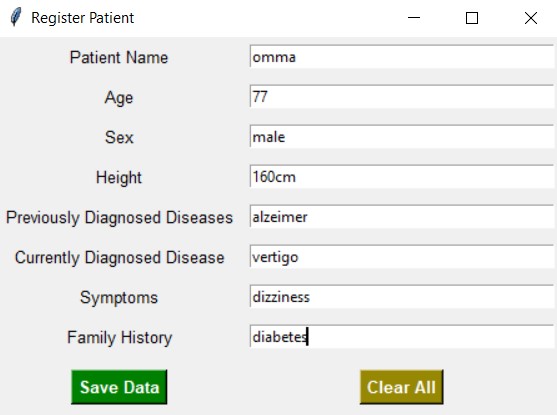 Register Patient
Patient Name omma
Age 77
Sex male
Height 160cm
Previously Diagnosed Diseases alzeimer
Currently Diagnosed Disease vertigo
Symptoms dizziness
Family History diabetes
Save Data Clear All